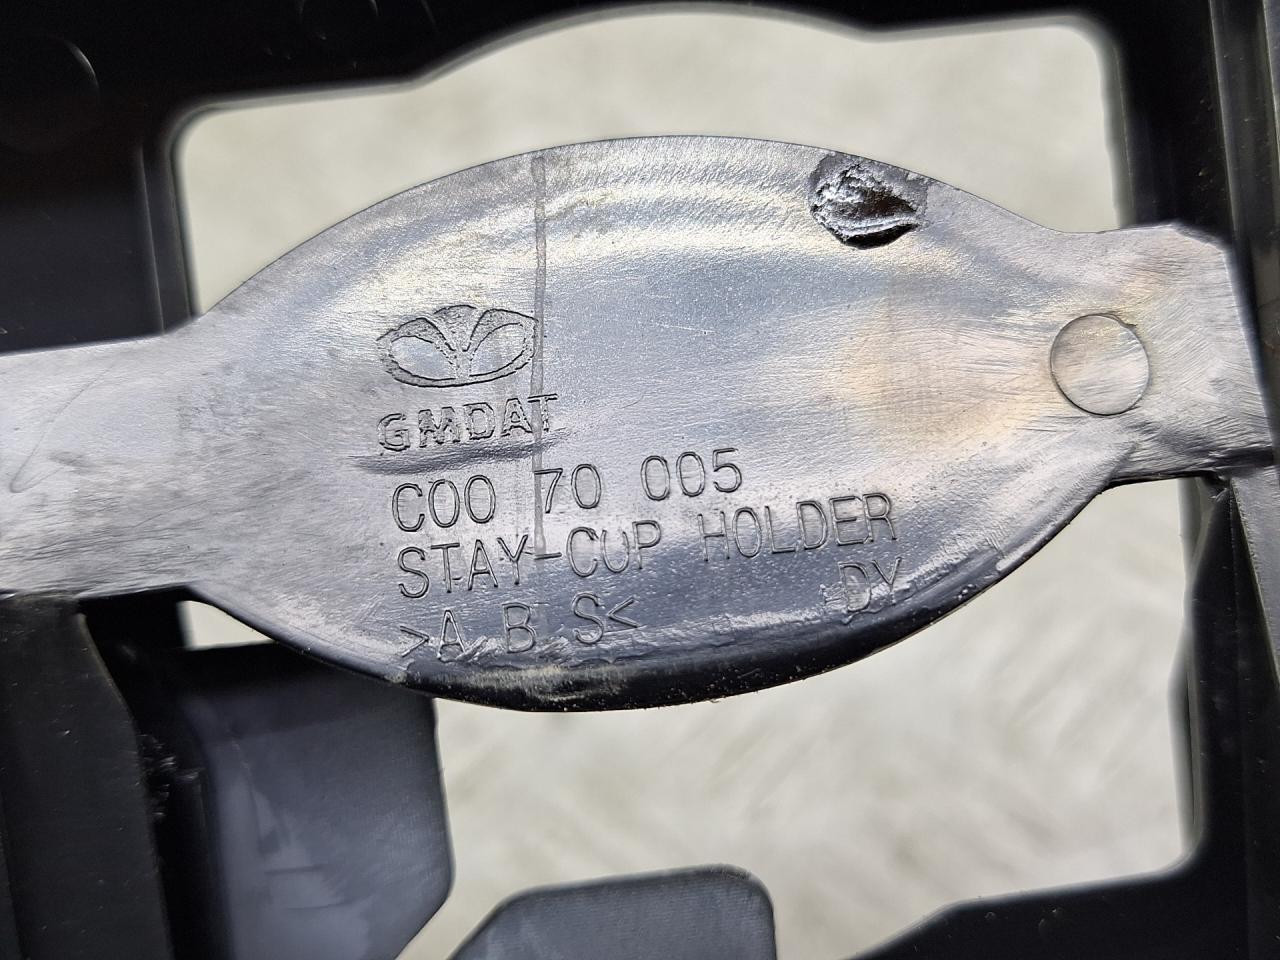 GMDAT
C00 70 005
STAY-CUP HOLDER
>A B S< DY